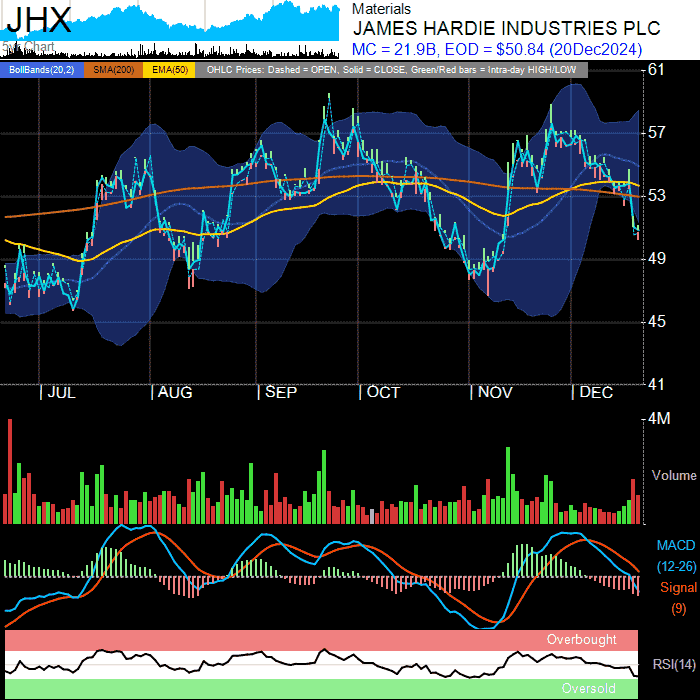 JHX
5yr Chart
Materials
JAMES HARDIE INDUSTRIES PLC
MC = 21.9B, EOD = $50.84 (20Dec2024)
BollBands(20,2) SMA(200) EMA(50) OHLC Prices: Dashed = OPEN, Solid = CLOSE, Green/Red bars = Intra-day HIGH/LOW
61
57
53
49
45
41
JUL AUG SEP OCT NOV DEC
4M
Volume
MACD
(12-26)
Signal
(9)
Overbought
RSI(14)
Oversold